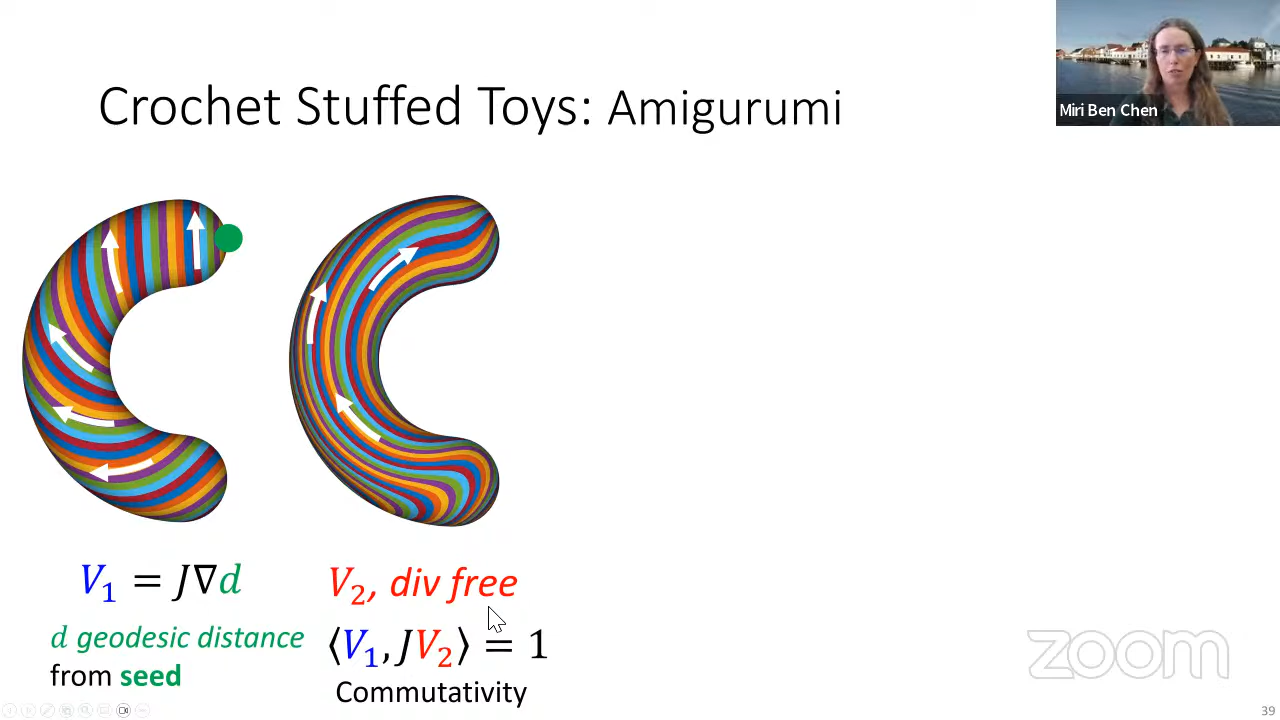 Crochet Stuffed Toys: Amigurumi
Miri Ben Chen
V₁ = J∇d
d geodesic distance
from seed
V₂, div free
⟨V₁, JV₂⟩ = 1
Commutativity
zoom
39